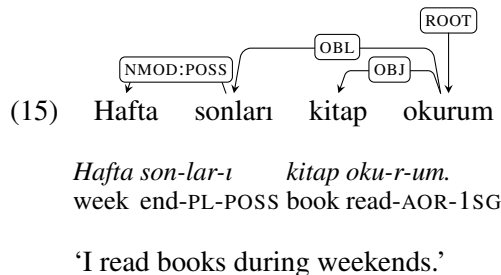 ROOT
OBL
NMOD:POSS OBJ
(15) Hafta sonları kitap okurum
Hafta son-lar-ı kitap oku-r-um.
week end-PL-POSS book read-AOR-1SG
‘I read books during weekends.’